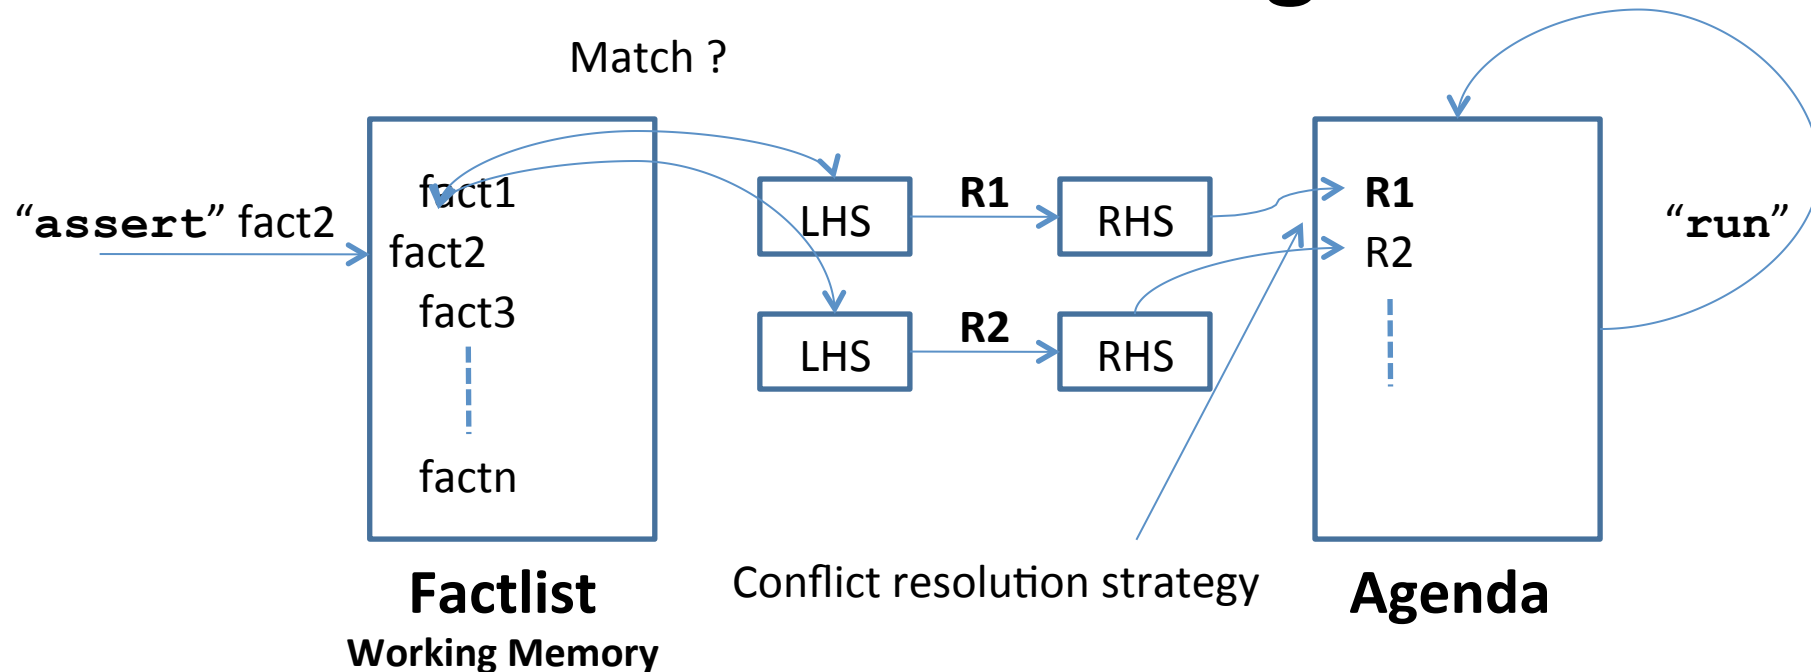 Match ?
“assert” fact2
fact1
fact2
fact3
factn
LHS
R1
RHS
LHS
R2
RHS
R1
R2
“run”
Conflict resolution strategy
Factlist
Working Memory
Agenda